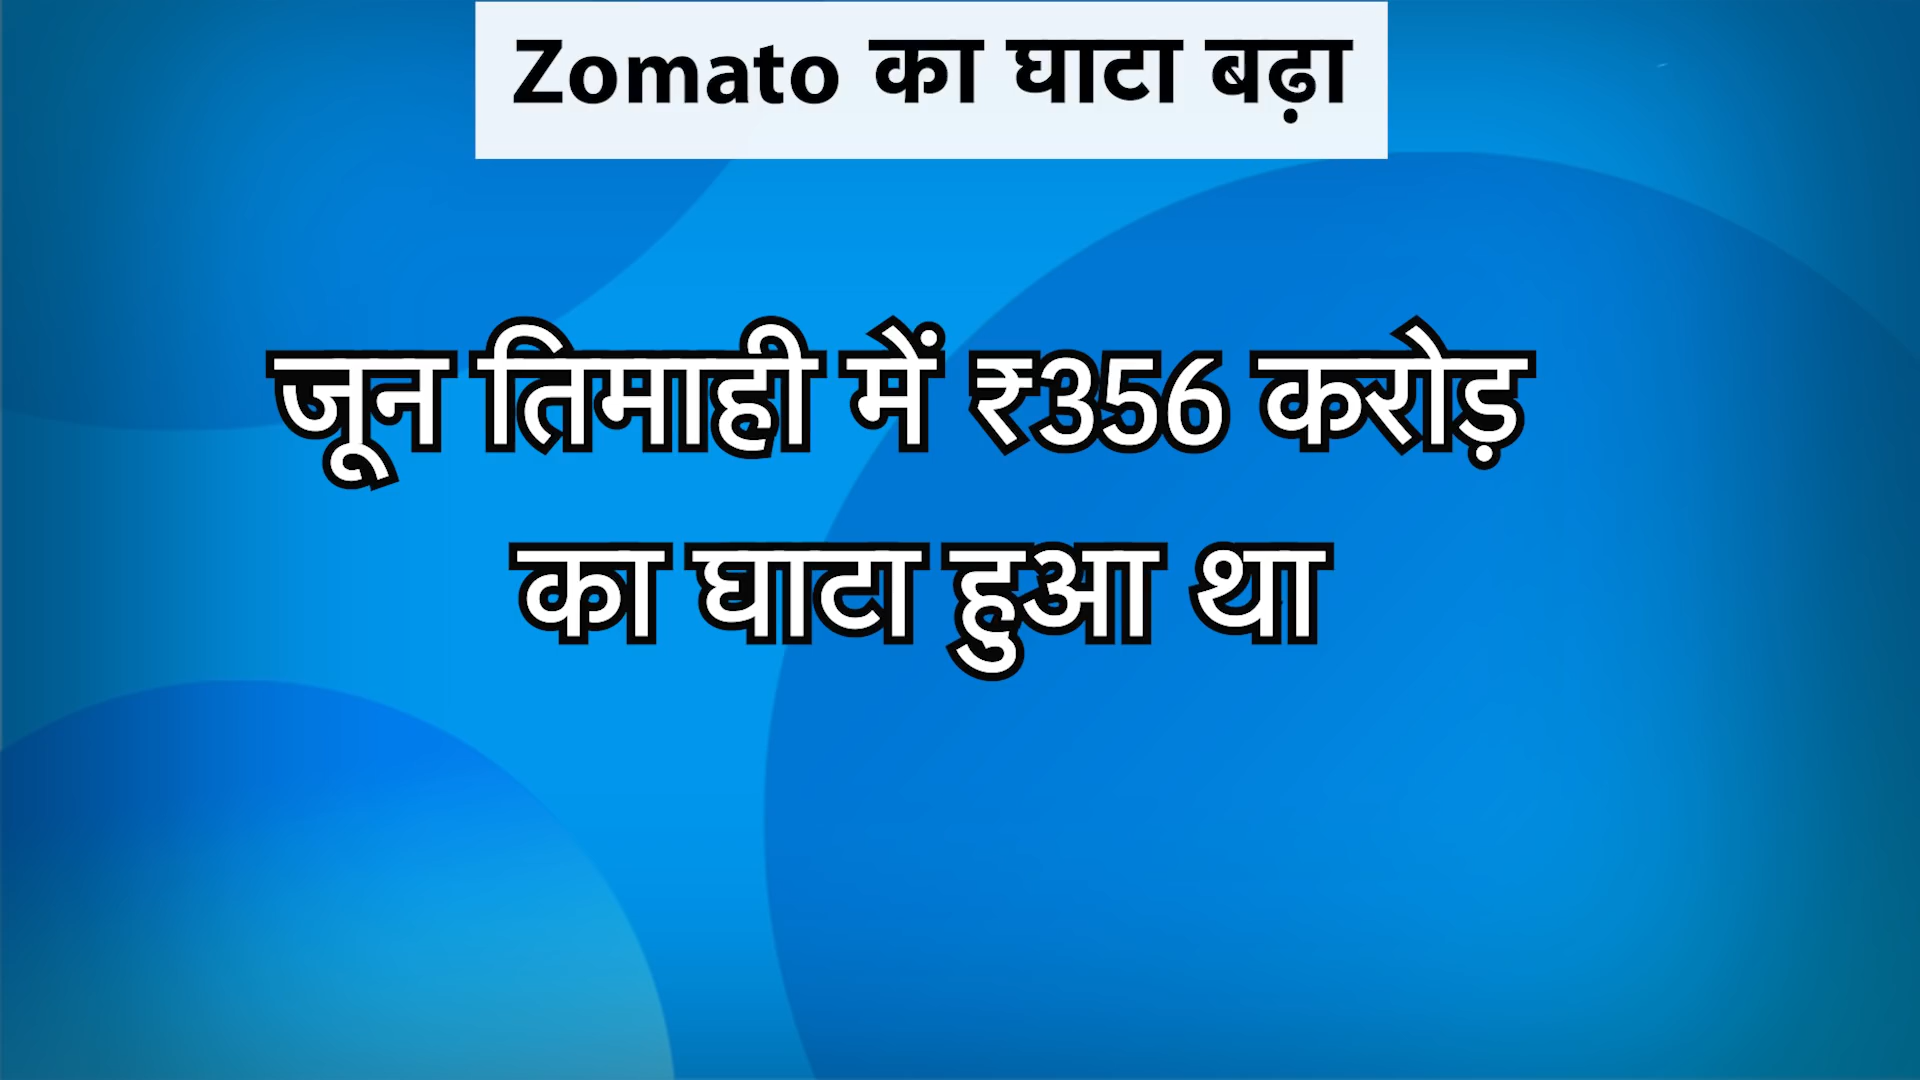 Zomato का घाटा बढ़ा
जून तिमाही में ₹356 करोड़
का घाटा हुआ था